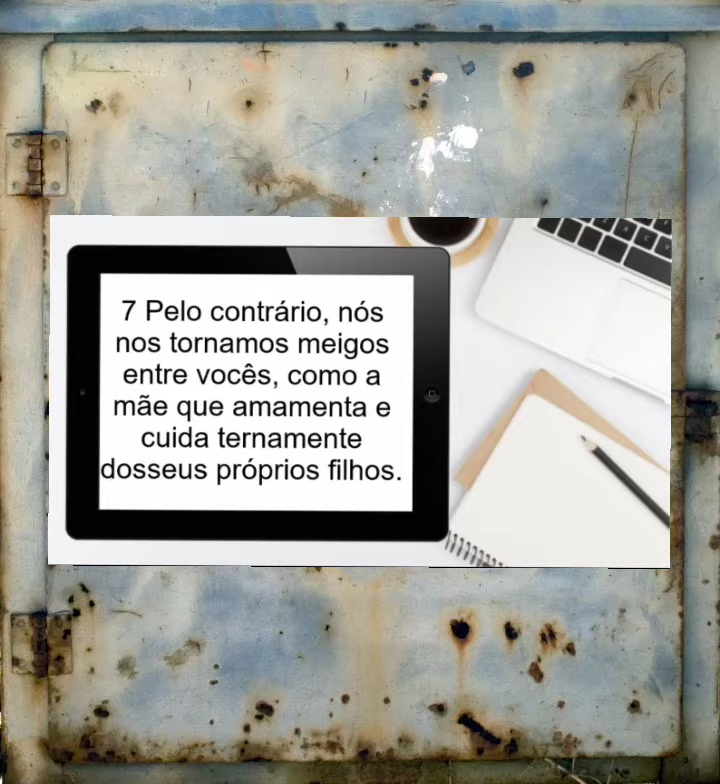 7 Pelo contrário, nós
nos tornamos meigos
entre vocês, como a
mãe que amamenta e
cuida ternamente
dosseus próprios filhos.